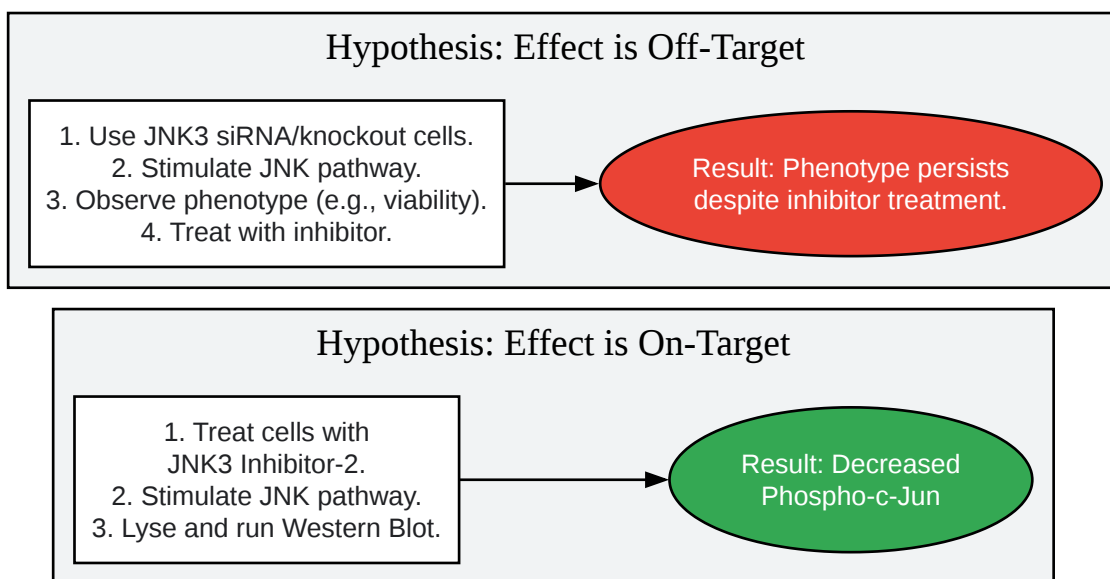 Hypothesis: Effect is Off-Target
1. Use JNK3 siRNA/knockout cells.
2. Stimulate JNK pathway.
3. Observe phenotype (e.g., viability).
4. Treat with inhibitor.
Result: Phenotype persists
despite inhibitor treatment.
Hypothesis: Effect is On-Target
1. Treat cells with
JNK3 Inhibitor-2.
2. Stimulate JNK pathway.
3. Lyse and run Western Blot.
Result: Decreased
Phospho-c-Jun